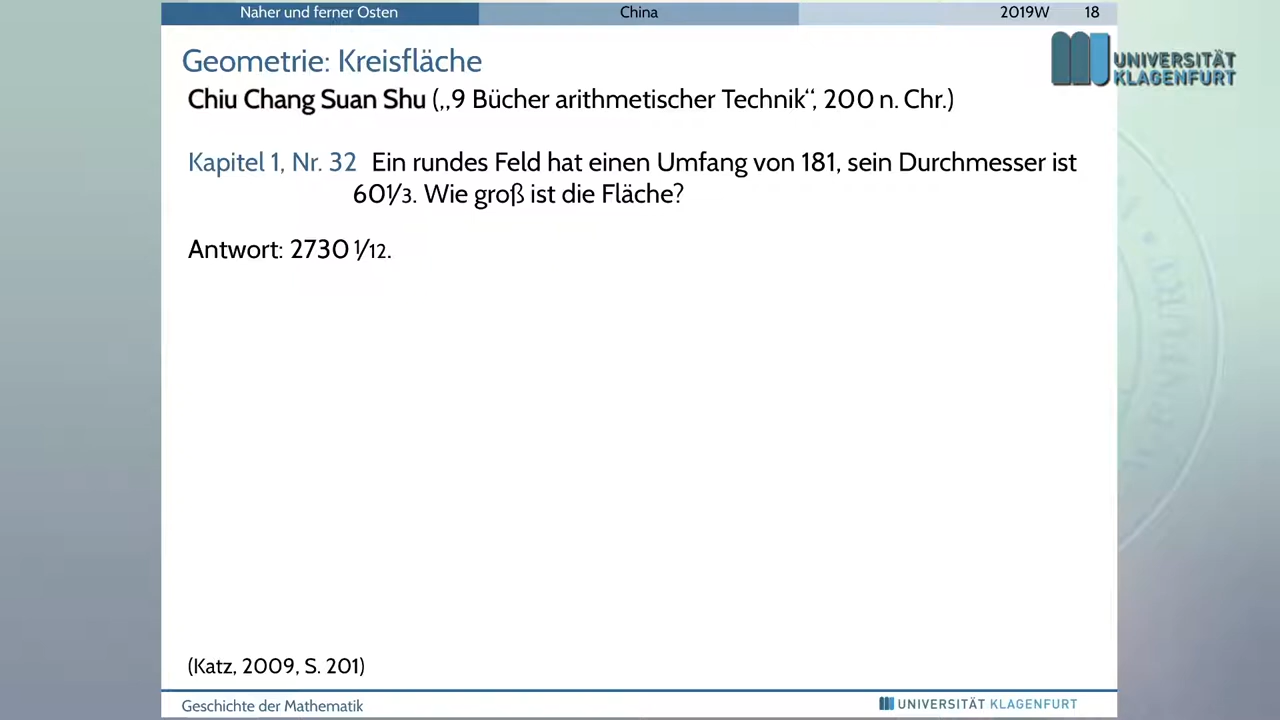 Naher und ferner Osten China 2019W 18
UNIVERSITÄT
KLAGENFURT
Geometrie: Kreisfläche
Chiu Chang Suan Shu („9 Bücher arithmetischer Technik“, 200 n. Chr.)
Kapitel 1, Nr. 32 Ein rundes Feld hat einen Umfang von 181, sein Durchmesser ist
60 1/3. Wie groß ist die Fläche?
Antwort: 2730 1/12.
(Katz, 2009, S. 201)
Geschichte der Mathematik UNIVERSITÄT KLAGENFURT